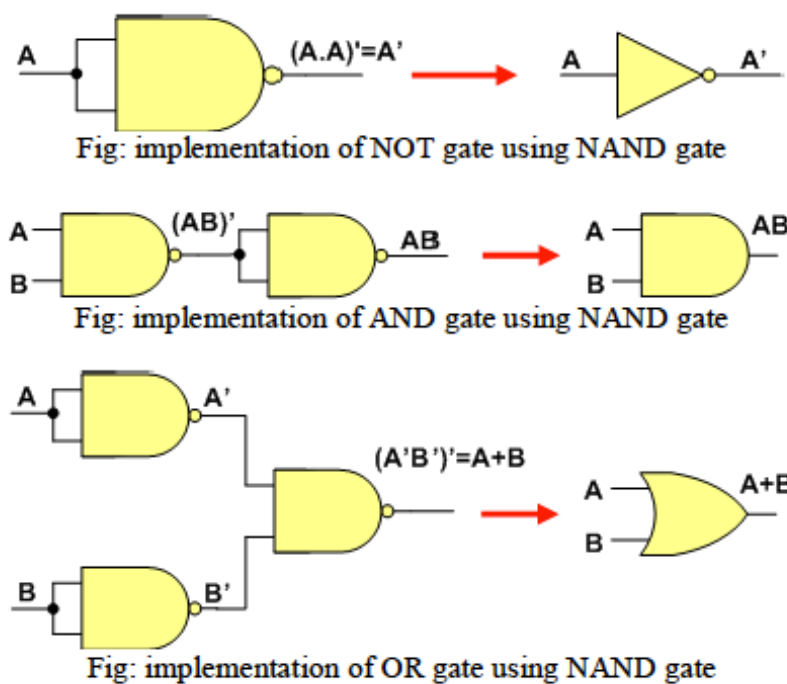 A
(A.A)'=A'
A
A'
Fig: implementation of NOT gate using NAND gate
A
B
(AB)'
AB
A
B
AB
Fig: implementation of AND gate using NAND gate
A
A'
B
B'
(A'B')'=A+B
A
B
A+B
Fig: implementation of OR gate using NAND gate